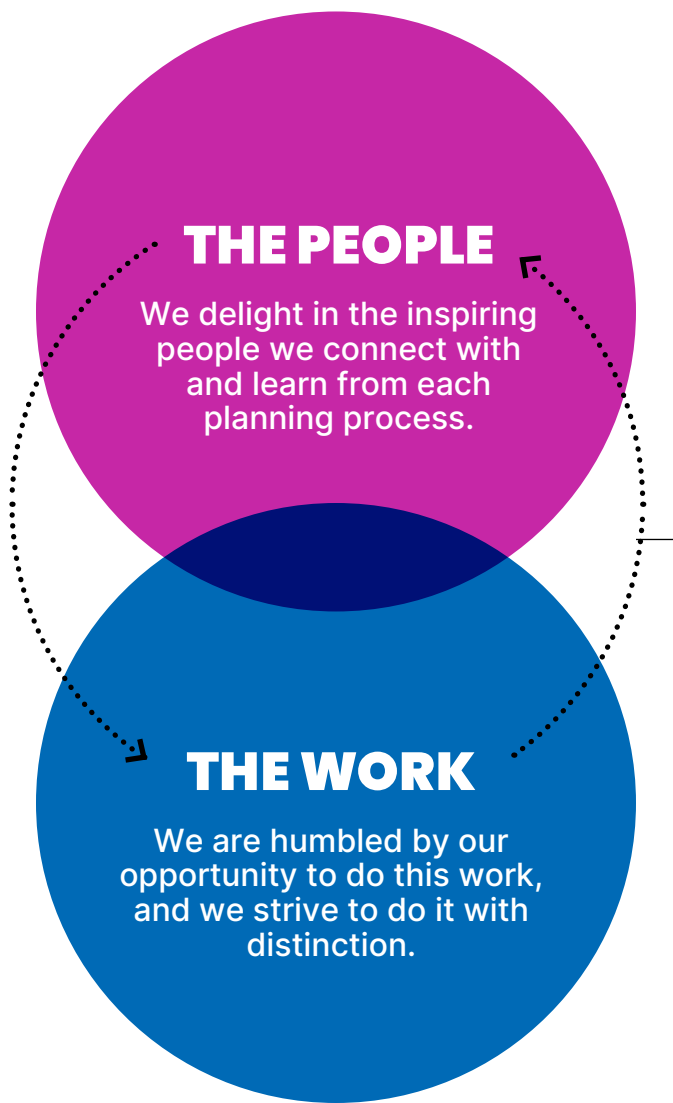 THE PEOPLE
We delight in the inspiring
people we connect with
and learn from each
planning process.
THE WORK
We are humbled by our
opportunity to do this work,
and we strive to do it with
distinction.